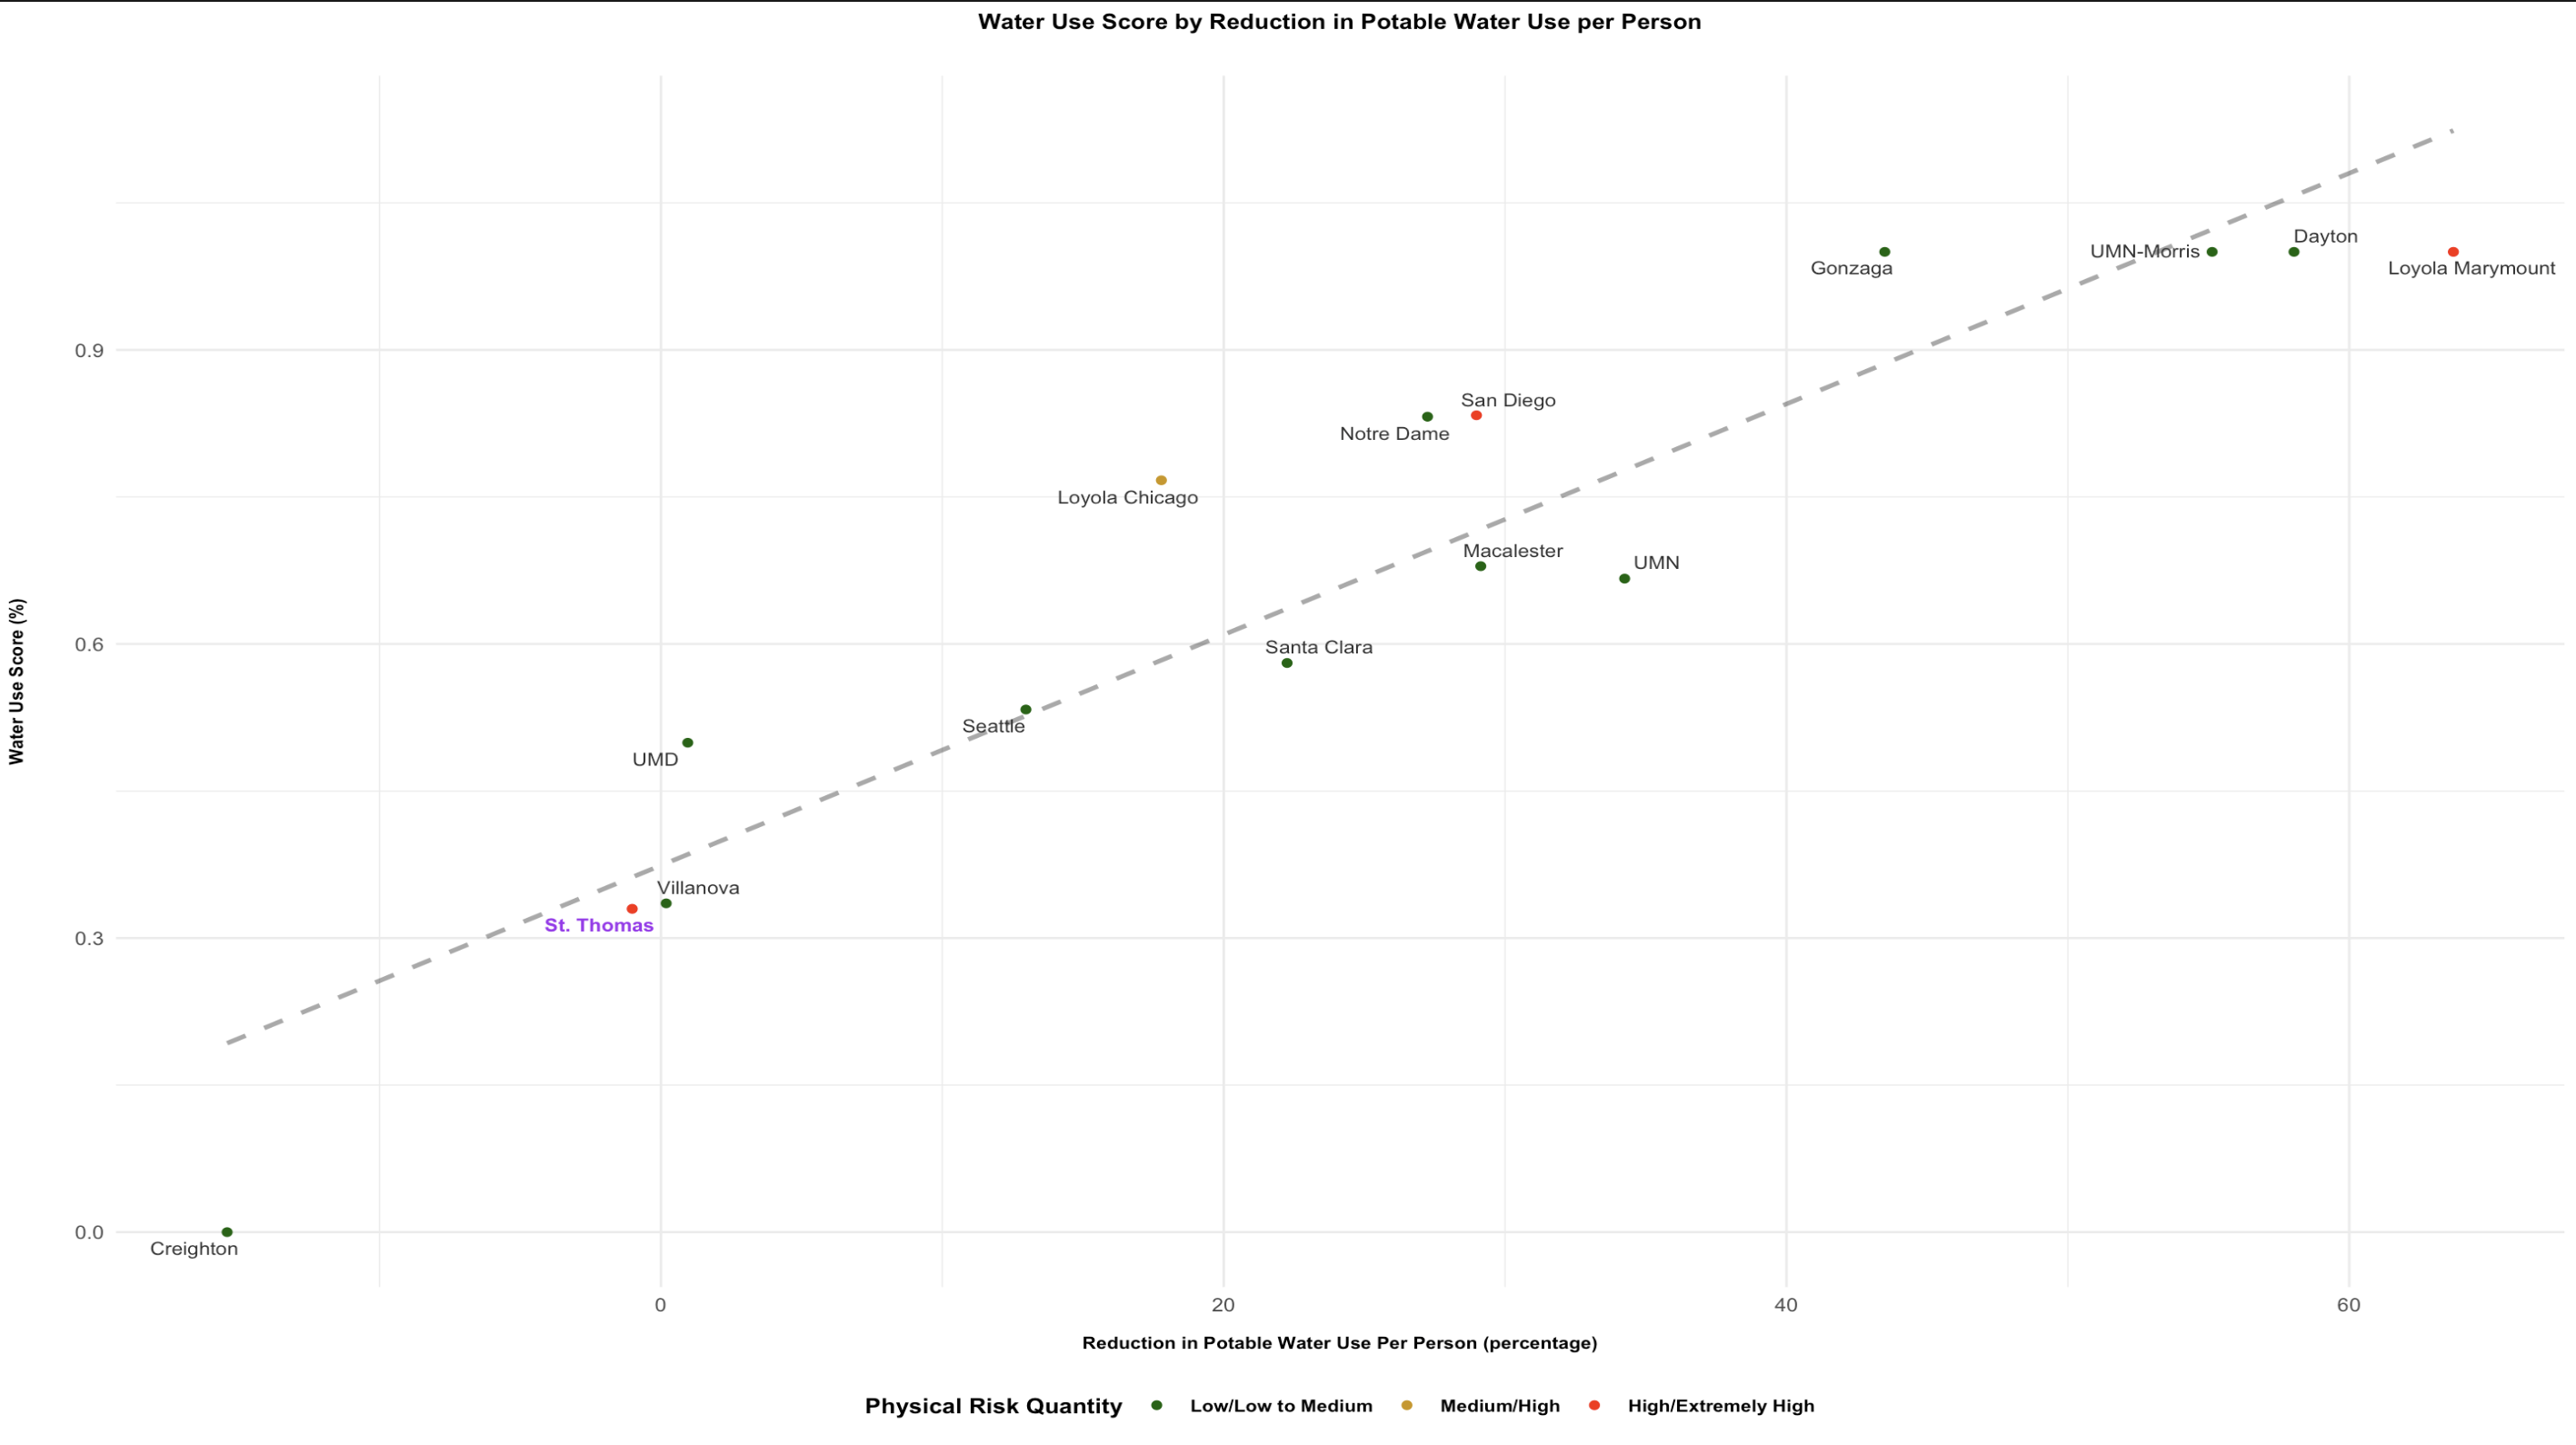 Water Use Score by Reduction in Potable Water Use per Person
Dayton
UMN-Morris
Gonzaga
Loyola Marymount
0.9
San Diego
Notre Dame
Loyola Chicago
Macalester
UMN
Water Use Score (%)
0.6
Santa Clara
Seattle
UMD
Villanova
St. Thomas
0.3
0.0
Creighton
0 20 40 60
Reduction in Potable Water Use Per Person (percentage)
Physical Risk Quantity Low/Low to Medium Medium/High High/Extremely High